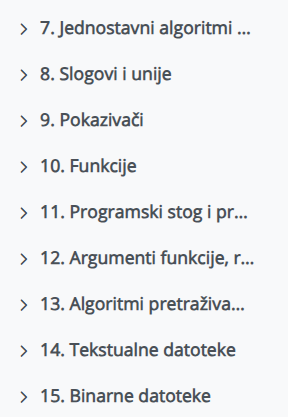 7. Jednostavni algoritmi ...
8. Slogovi i unije
9. Pokazivači
10. Funkcije
11. Programski stog i pr...
12. Argumenti funkcije, r...
13. Algoritmi pretraživa...
14. Tekstualne datoteke
15. Binarne datoteke